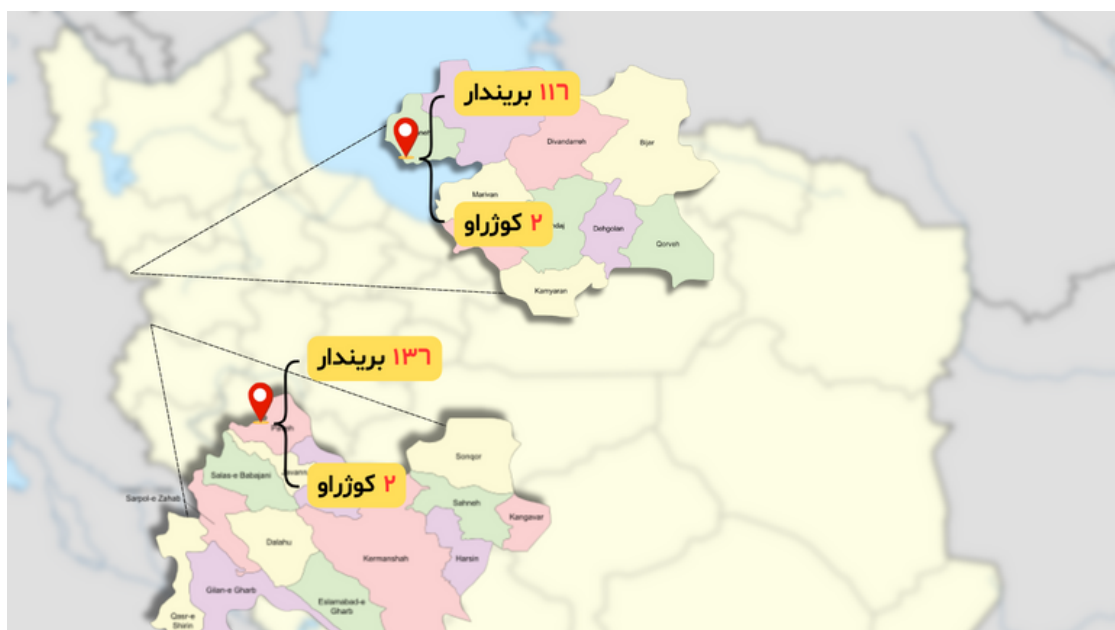 ١١٦ بریندار
Divandarreh
Bijar
Marivan
٢ کوژراو
Dehgolan
Qorveh
Kamyaran
١٣٦ بریندار
Sonqor
Salas-e Babajani
٢ کوژراو
Sarpol-e Zahab
Sahneh
Kangavar
Dalahu
Kermanshah
Harsin
Gilan-e Gharb
Eslamabad-e
Gharb
Qasr-e
Shirin